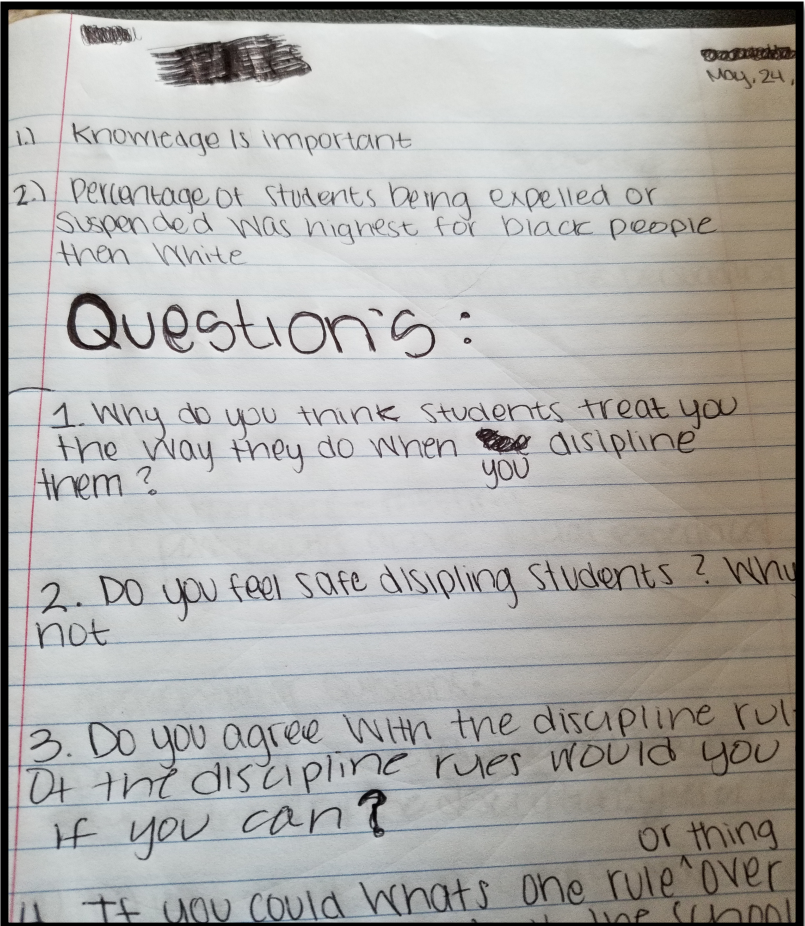 May, 24,
1.) Knowledge Is important
2.) Percentage of Students being expelled or
Suspended was highest for black people
then White
Question's :
1. Why do you think students treat you
the way they do when disipline
you
them ?
2. Do you feel safe disipling students ? Why
not
3. Do you agree with the discipline
Of the discipline rules would you
if you can?
or thing
If you could whats one rule ^ over